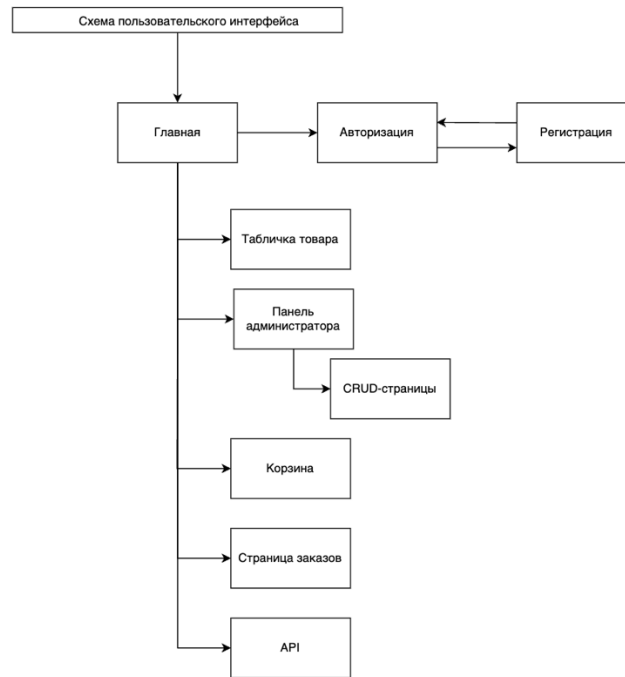 Схема пользовательского интерфейса
Главная
Авторизация
Регистрация
Табличка товара
Панель
администратора
CRUD-страницы
Корзина
Страница заказов
API